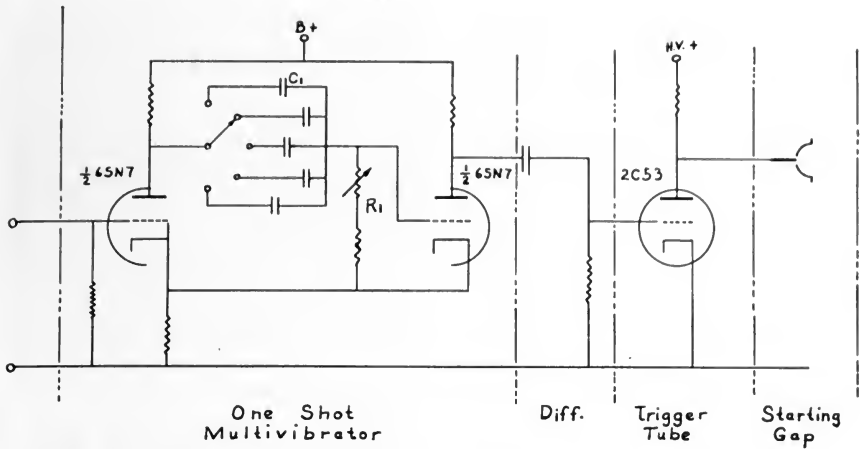 B+
H.V. +
C1
½ 6SN7
½ 6SN7
2C53
R1
One Shot
Multivibrator
Diff.
Trigger
Tube
Starting
Gap